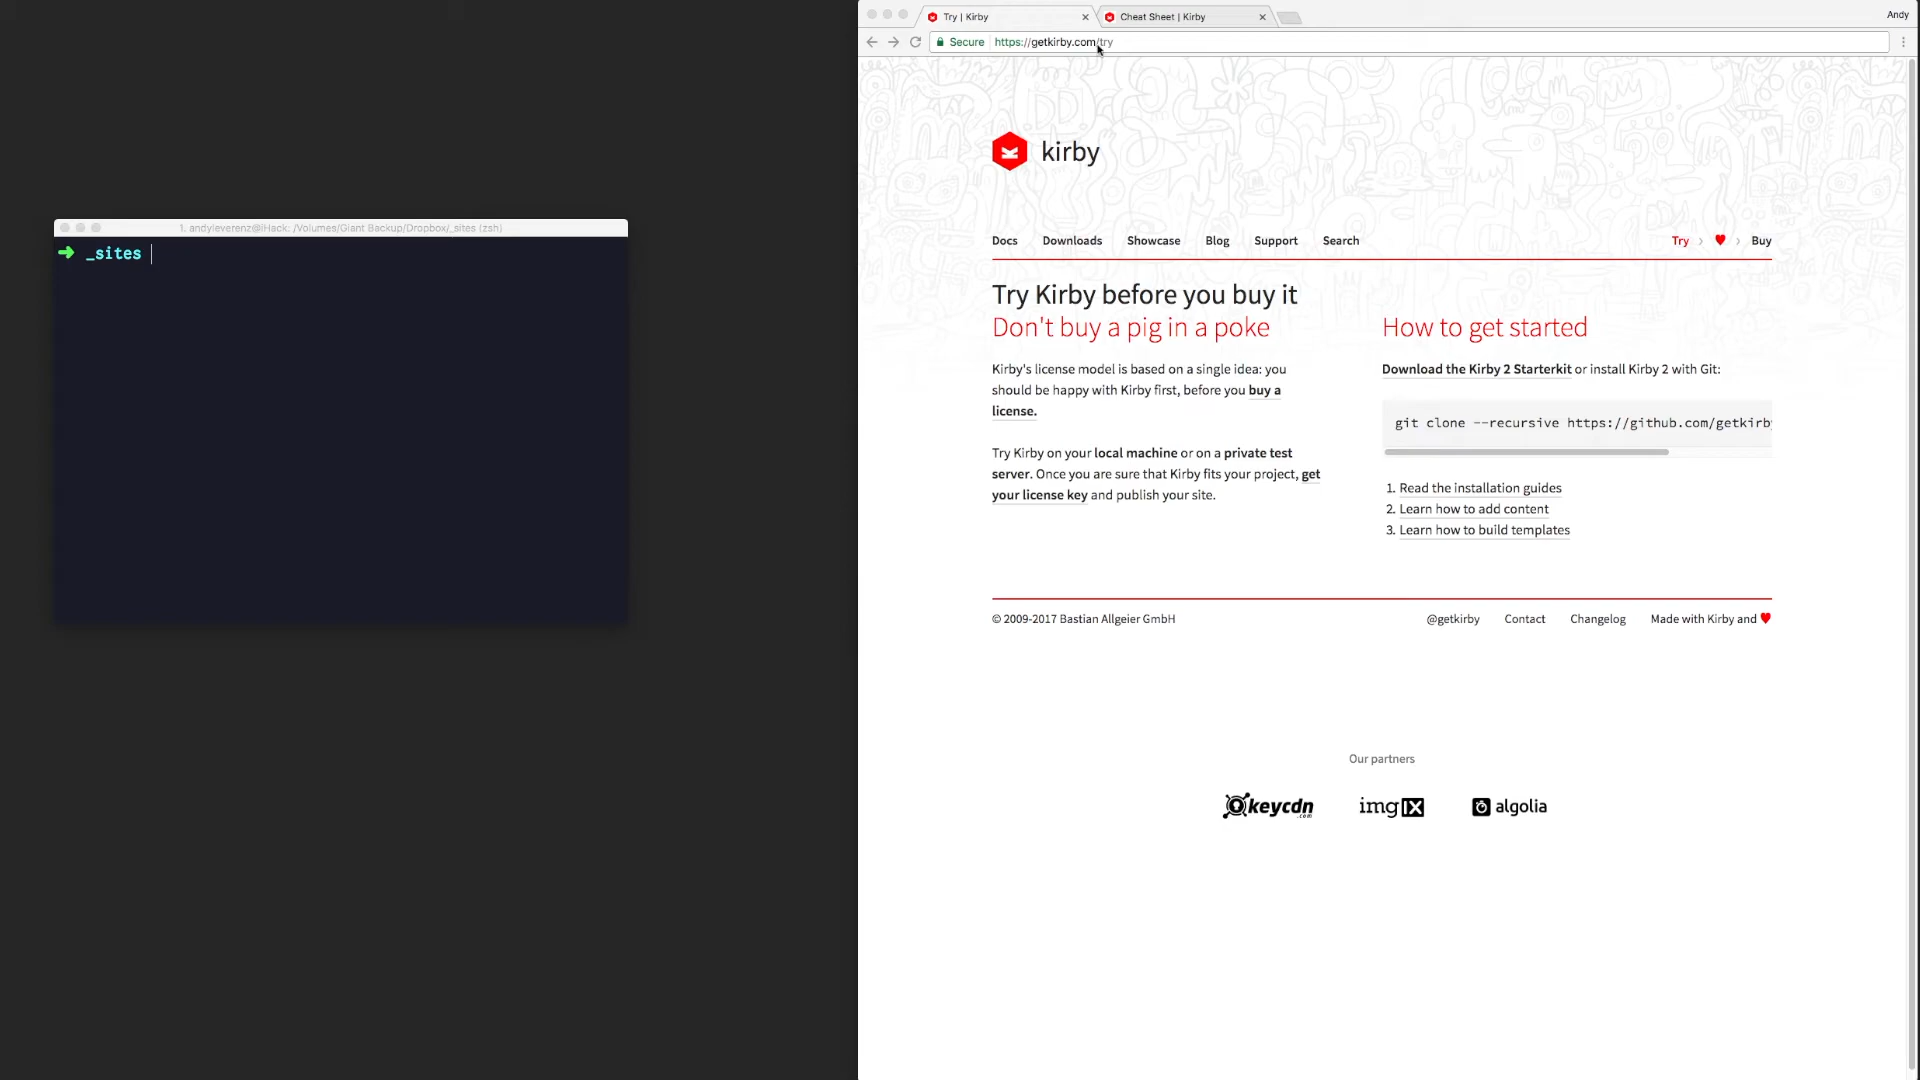 1. andyleverenz@iHack: /Volumes/Giant Backup/Dropbox/_sites (zsh)
➜ _sites
Try | Kirby
Cheat Sheet | Kirby
Andy
Secure
https://getkirby.com/try
kirby
Docs
Downloads
Showcase
Blog
Support
Search
Try
Buy
Try Kirby before you buy it
Don't buy a pig in a poke
Kirby's license model is based on a single idea: you
should be happy with Kirby first, before you buy a
license.
Try Kirby on your local machine or on a private test
server. Once you are sure that Kirby fits your project, get
your license key and publish your site.
How to get started
Download the Kirby 2 Starterkit or install Kirby 2 with Git:
git clone --recursive https://github.com/getkirby
1. Read the installation guides
2. Learn how to add content
3. Learn how to build templates
© 2009-2017 Bastian Allgeier GmbH
@getkirby
Contact
Changelog
Made with Kirby and ♥
Our partners
keycdn
.com
imgIX
algolia